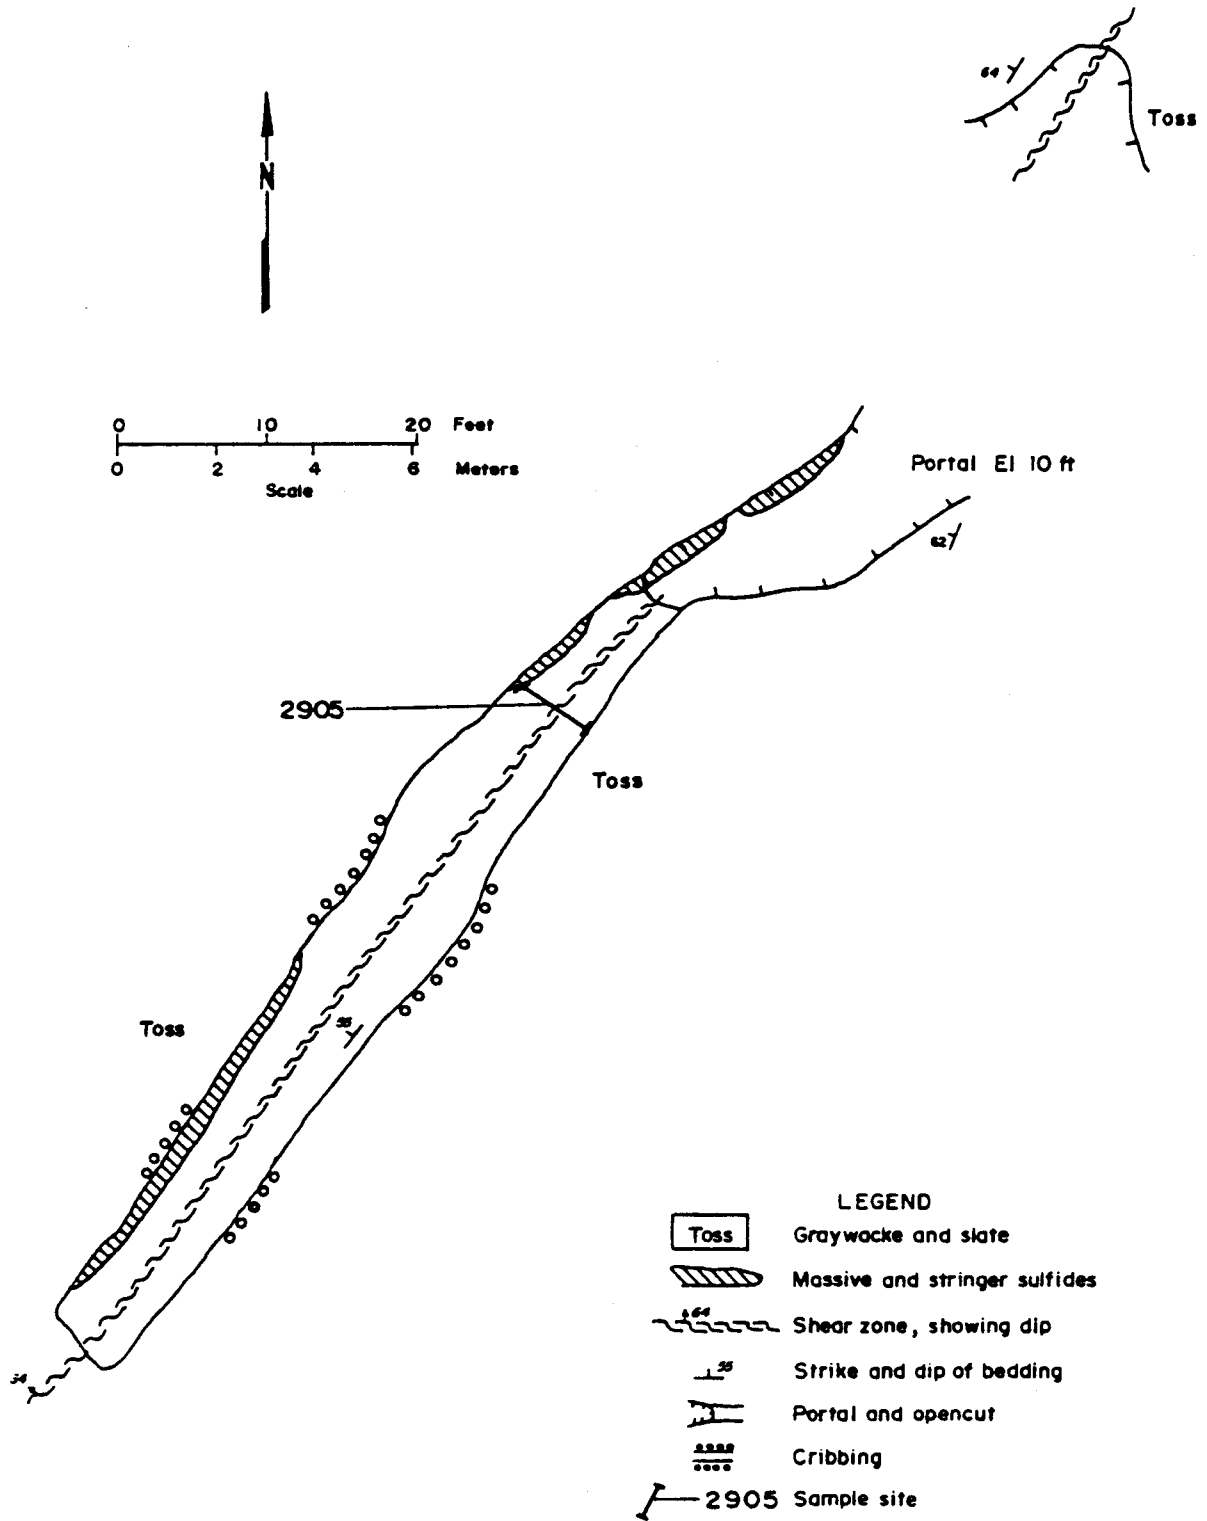 64
Toss
N
0 10 20 Feet
0 2 4 6 Meters
Scale
Portal El 10 ft
62
2905
Toss
55
Toss
54
LEGEND
Toss Graywacke and slate
Massive and stringer sulfides
64 Shear zone, showing dip
55 Strike and dip of bedding
Portal and opencut
Cribbing
2905 Sample site